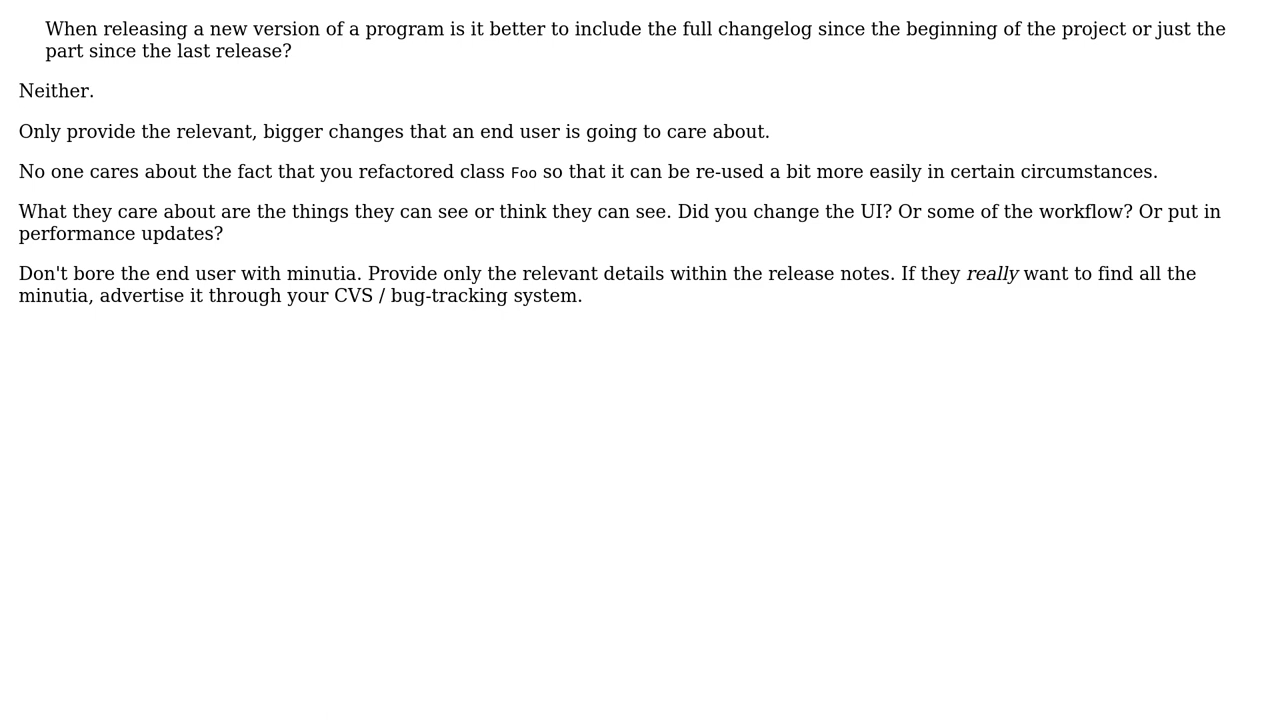 When releasing a new version of a program is it better to include the full changelog since the beginning of the project or just the
part since the last release?
Neither.
Only provide the relevant, bigger changes that an end user is going to care about.
No one cares about the fact that you refactored class Foo so that it can be re-used a bit more easily in certain circumstances.
What they care about are the things they can see or think they can see. Did you change the UI? Or some of the workflow? Or put in
performance updates?
Don't bore the end user with minutia. Provide only the relevant details within the release notes. If they really want to find all the
minutia, advertise it through your CVS / bug-tracking system.